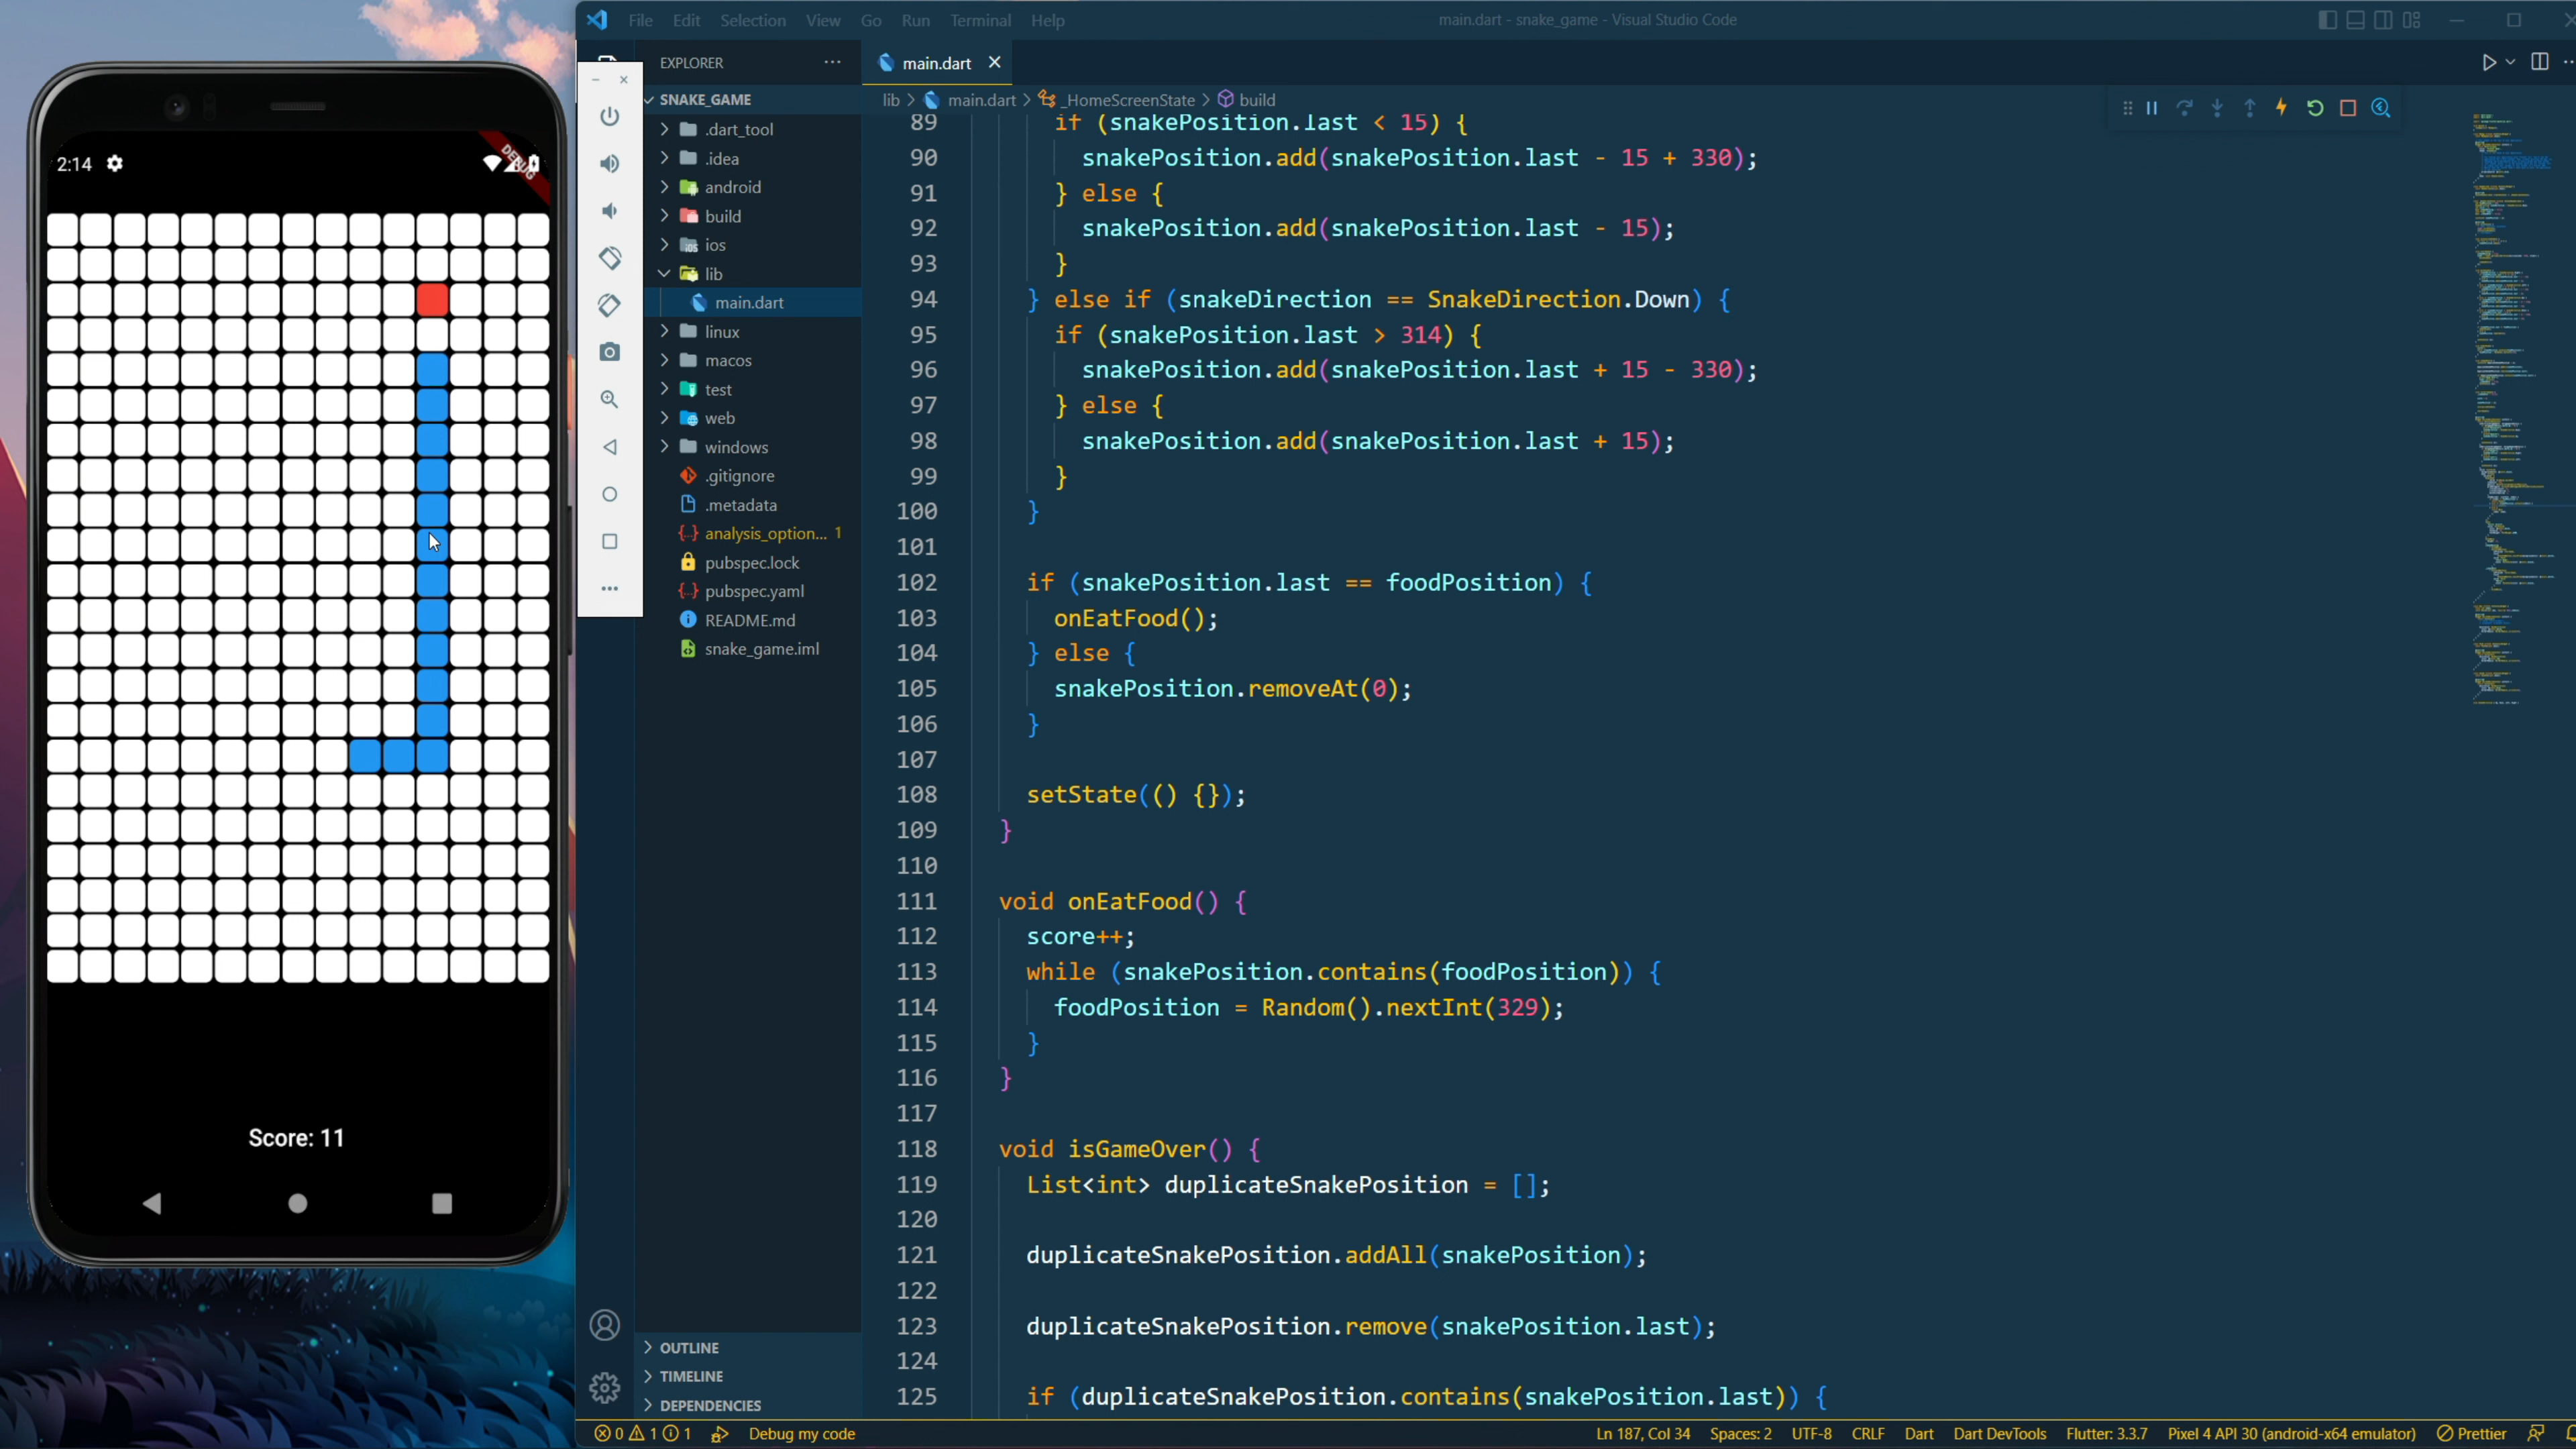 2:14
DEBUG
Score: 11
File Edit Selection View Go Run Terminal Help
main.dart - snake_game - Visual Studio Code
EXPLORER
SNAKE_GAME
.dart_tool
.idea
android
build
ios
lib
main.dart
linux
macos
test
web
windows
.gitignore
.metadata
analysis_option... 1
pubspec.lock
pubspec.yaml
README.md
snake_game.iml
OUTLINE
TIMELINE
DEPENDENCIES
main.dart
lib > main.dart > _HomeScreenState > build
89 if (snakePosition.last < 15) {
90 snakePosition.add(snakePosition.last - 15 + 330);
91 } else {
92 snakePosition.add(snakePosition.last - 15);
93 }
94 } else if (snakeDirection == SnakeDirection.Down) {
95 if (snakePosition.last > 314) {
96 snakePosition.add(snakePosition.last + 15 - 330);
97 } else {
98 snakePosition.add(snakePosition.last + 15);
99 }
100 }
101
102 if (snakePosition.last == foodPosition) {
103 onEatFood();
104 } else {
105 snakePosition.removeAt(0);
106 }
107
108 setState(() {});
109 }
110
111 void onEatFood() {
112 score++;
113 while (snakePosition.contains(foodPosition)) {
114 foodPosition = Random().nextInt(329);
115 }
116 }
117
118 void isGameOver() {
119 List<int> duplicateSnakePosition = [];
120
121 duplicateSnakePosition.addAll(snakePosition);
122
123 duplicateSnakePosition.remove(snakePosition.last);
124
125 if (duplicateSnakePosition.contains(snakePosition.last)) {
0 1 1 Debug my code Ln 187, Col 34 Spaces: 2 UTF-8 CRLF Dart Dart DevTools Flutter: 3.3.7 Pixel 4 API 30 (android-x64 emulator) Prettier